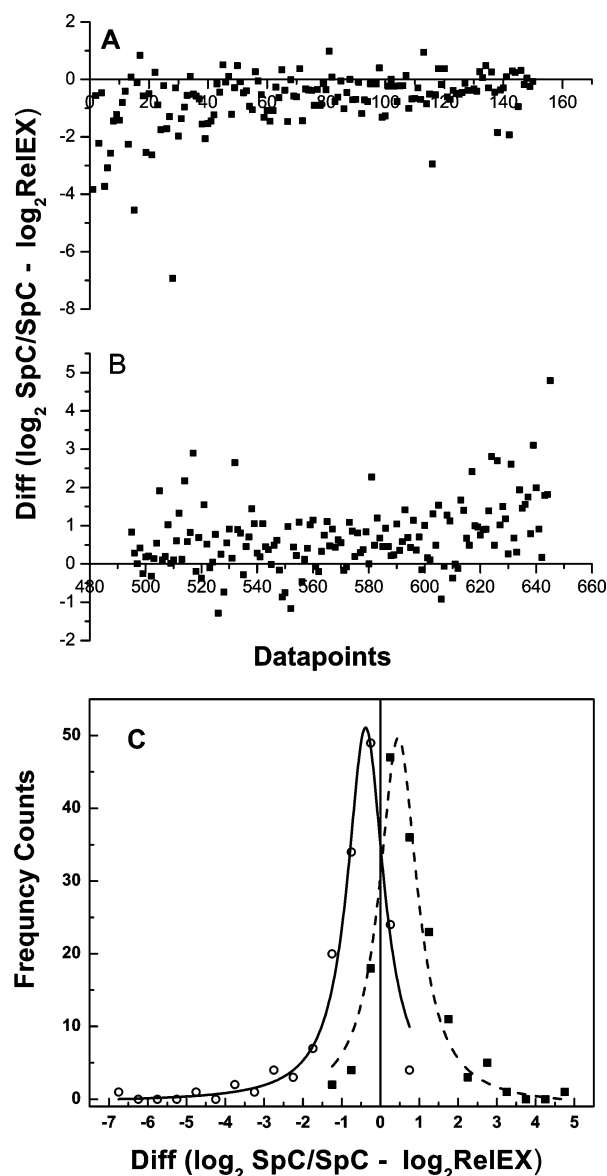 A
2
0
-2
-4
-6
-8
0 20 40 60 80 100 120 140 160
Diff (log2 SpC/SpC - log2RelEX)
B
5
4
3
2
1
0
-1
-2
480 500 520 540 560 580 600 620 640 660
Datapoints
C
50
40
30
20
10
0
Frequncy Counts
-7 -6 -5 -4 -3 -2 -1 0 1 2 3 4 5
Diff (log2 SpC/SpC - log2RelEX)